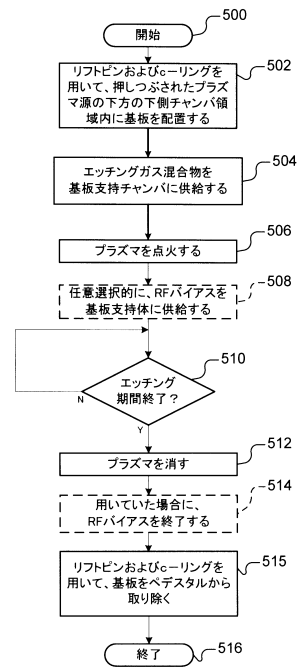 開始
500
リフトピンおよびc－リングを
用いて、押しつぶされたプラズ
マ源の下方の下側チャンバ領
域内に基板を配置する
502
エッチングガス混合物を
基板支持チャンバに供給する
504
プラズマを点火する
506
任意選択的に、RFバイアスを
基板支持体に供給する
508
エッチング
期間終了？
510
N
Y
プラズマを消す
512
用いていた場合に、
RFバイアスを終了する
514
リフトピンおよびc－リングを
用いて、基板をペデスタルから
取り除く
515
終了
516